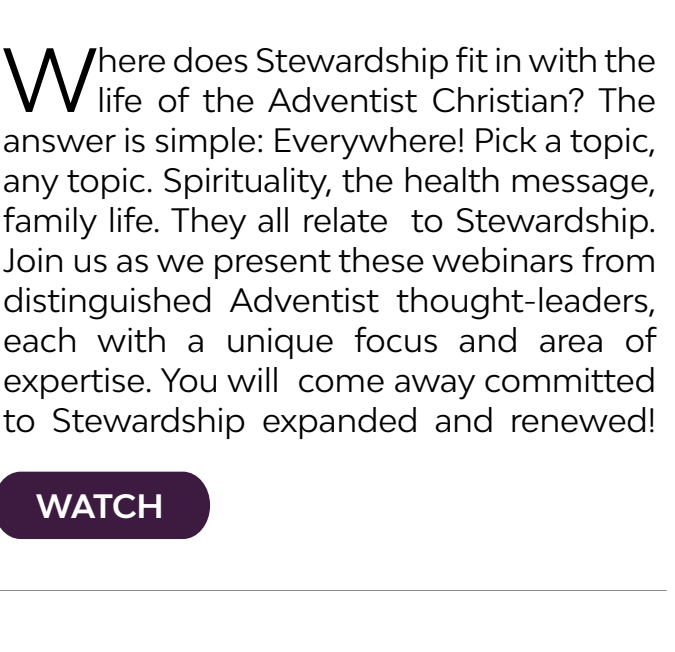 Where does Stewardship fit in with the
life of the Adventist Christian? The
answer is simple: Everywhere! Pick a topic,
any topic. Spirituality, the health message,
family life. They all relate  to Stewardship.
Join us as we present these webinars from
distinguished Adventist thought-leaders,
each with a unique focus and area of
expertise. You will  come away committed
to Stewardship expanded and renewed!
WATCH